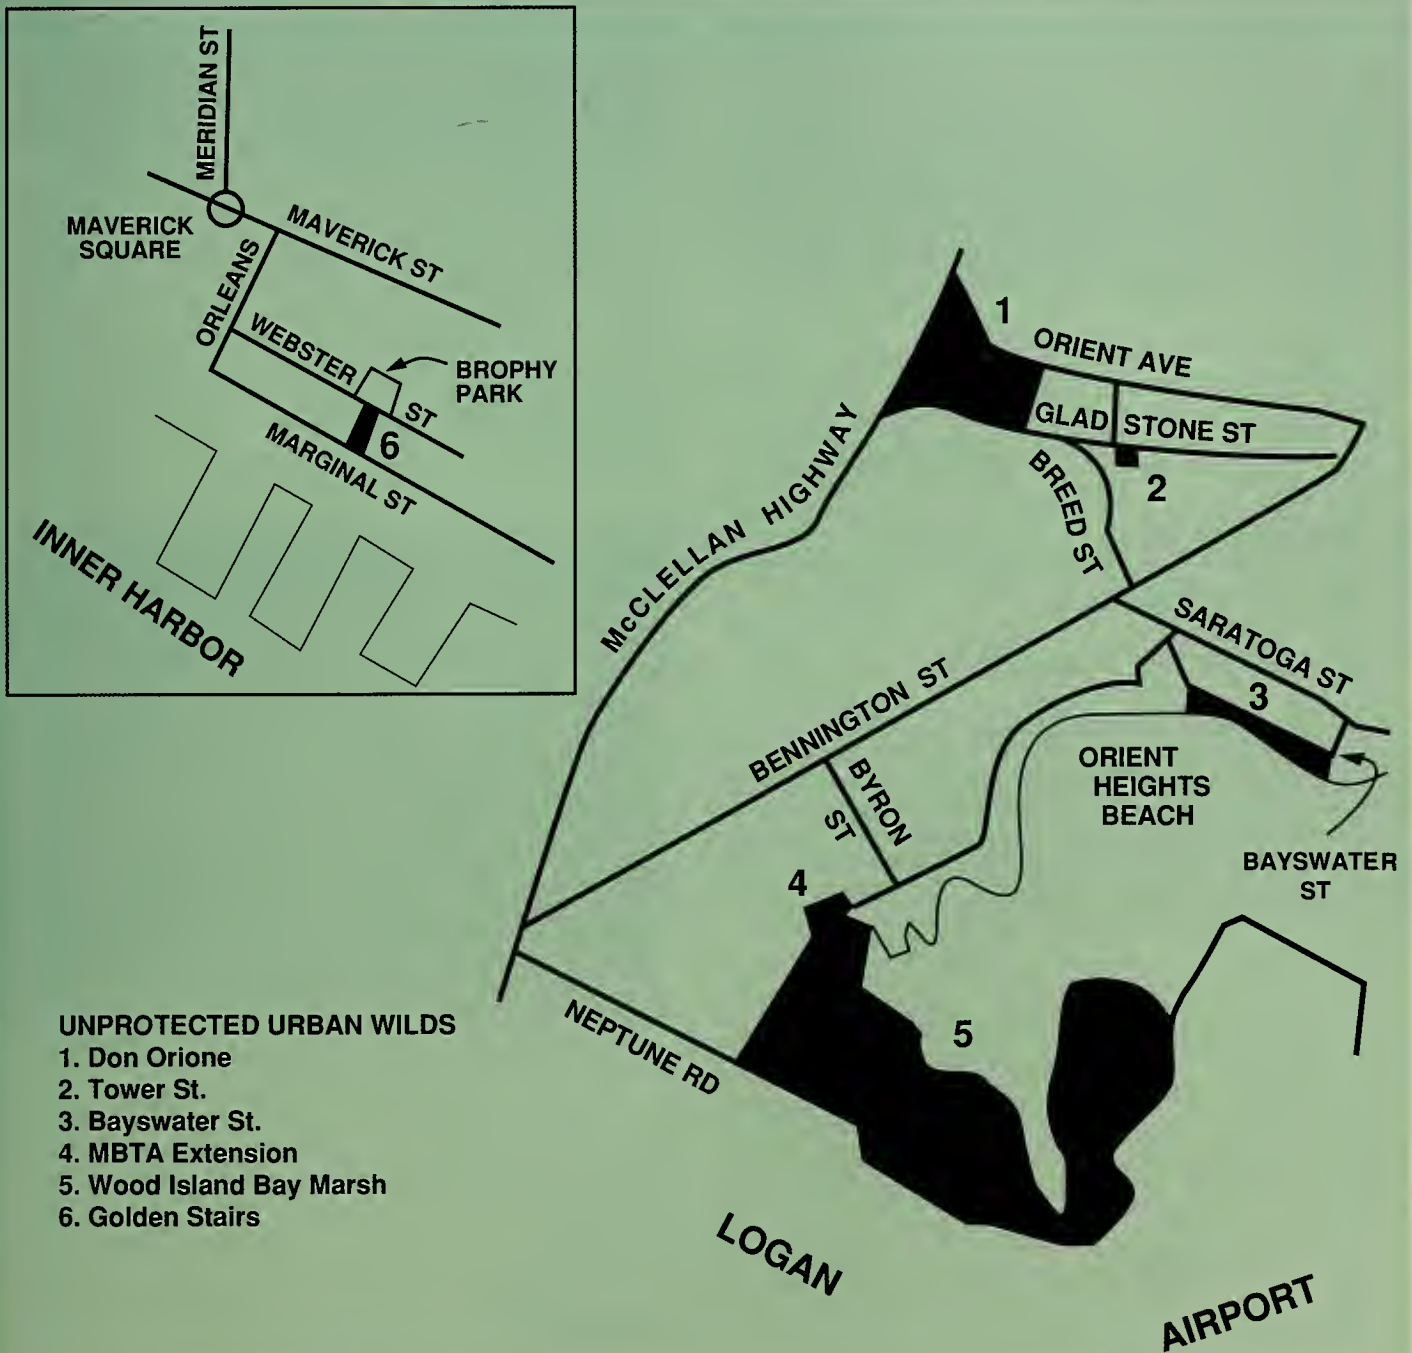 MERIDIAN ST
MAVERICK
SQUARE
MAVERICK ST
ORLEANS
WEBSTER
ST
BROPHY
PARK
6
MARGINAL ST
INNER HARBOR
1
ORIENT AVE
GLAD STONE ST
2
BREED ST
McCLELLAN HIGHWAY
SARATOGA ST
3
BENNINGTON ST
BYRON
ST
ORIENT
HEIGHTS
BEACH
BAYSWATER
ST
4
5
NEPTUNE RD
UNPROTECTED URBAN WILDS
1. Don Orione
2. Tower St.
3. Bayswater St.
4. MBTA Extension
5. Wood Island Bay Marsh
6. Golden Stairs
LOGAN
AIRPORT